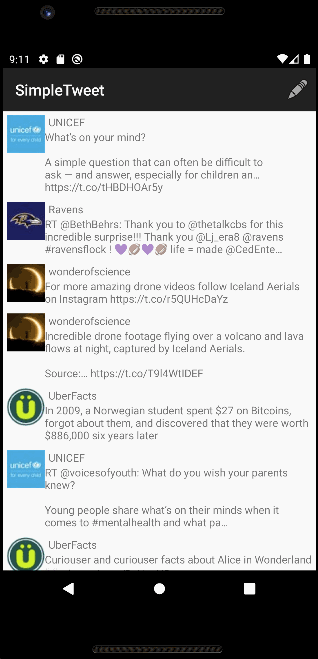 9:11
SimpleTweet
unicef
for every child
UNICEF
What's on your mind?
A simple question that can often be difficult to
ask — and answer, especially for children an…
https://t.co/tHBDHOAr5y
Ravens
RT @BethBehrs: Thank you to @thetalkcbs for this
incredible surprise!!! Thank you @Lj_era8 @ravens
#ravensflock ! 💜🏈💜🏈 life = made @CedEnte…
wonderofscience
For more amazing drone videos follow Iceland Aerials
on Instagram https://t.co/r5QUHcDaYz
wonderofscience
Incredible drone footage flying over a volcano and lava
flows at night, captured by Iceland Aerials.
Source:… https://t.co/T9l4WtIDEF
UberFacts
In 2009, a Norwegian student spent $27 on Bitcoins,
forgot about them, and discovered that they were worth
$886,000 six years later
unicef
for every child
UNICEF
RT @voicesofyouth: What do you wish your parents
knew?
Young people share what's on their minds when it
comes to #mentalhealth and what pa…
UberFacts
Curiouser and curiouser facts about Alice in Wonderland